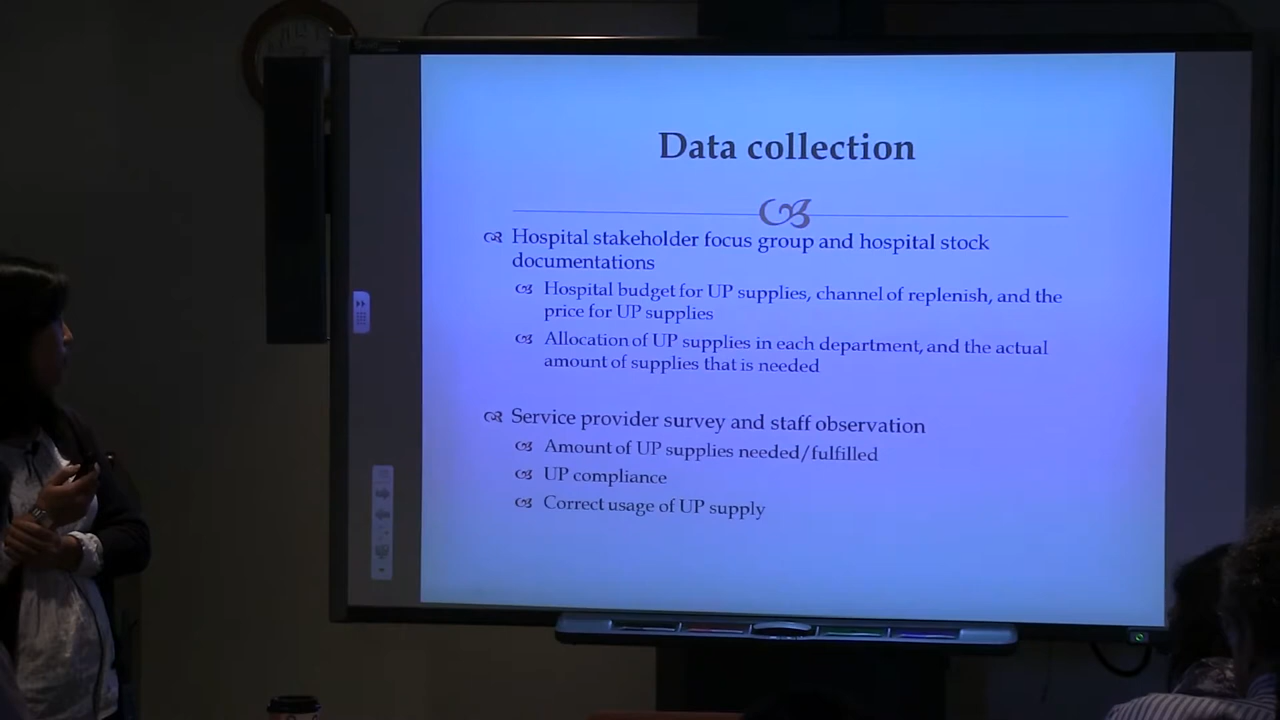 Data collection
Hospital stakeholder focus group and hospital stock
documentations
Hospital budget for UP supplies, channel of replenish, and the
price for UP supplies
Allocation of UP supplies in each department, and the actual
amount of supplies that is needed
Service provider survey and staff observation
Amount of UP supplies needed/fulfilled
UP compliance
Correct usage of UP supply